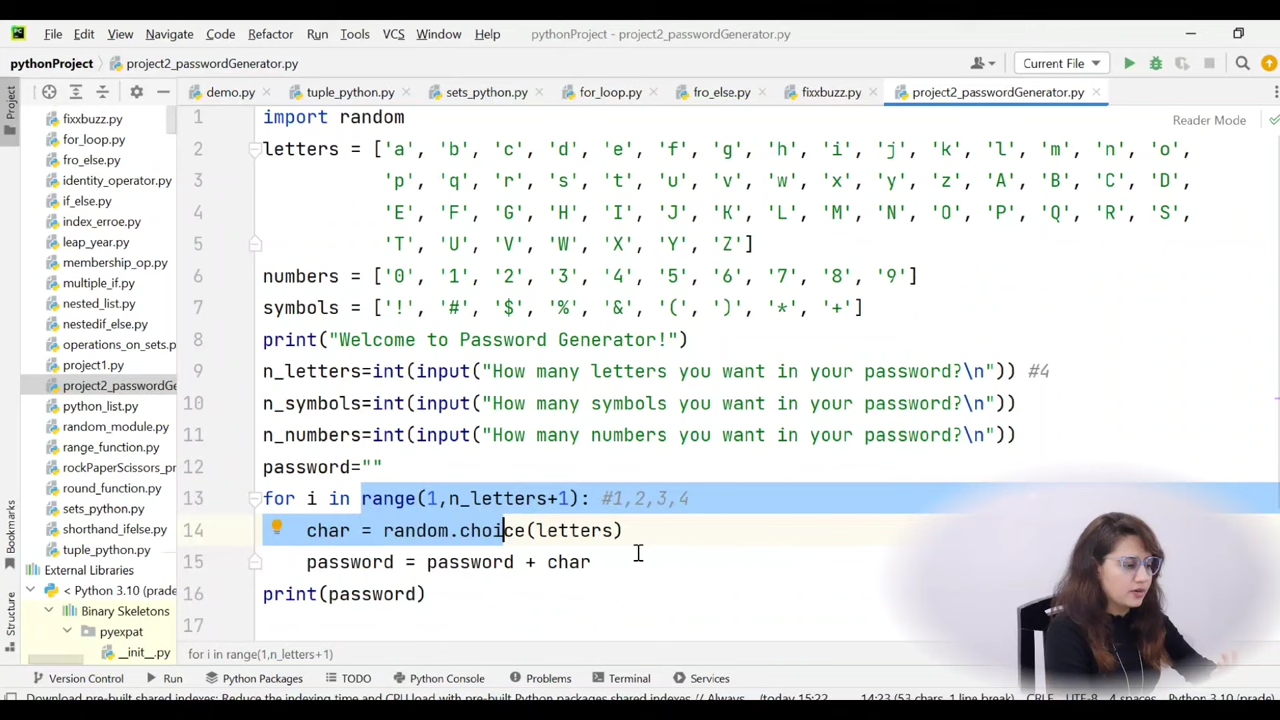 File Edit View Navigate Code Refactor Run Tools VCS Window Help pythonProject - project2_passwordGenerator.py
pythonProject project2_passwordGenerator.py Current File
Project
demo.py tuple_python.py sets_python.py for_loop.py fro_else.py fixxbuzz.py project2_passwordGenerator.py
Reader Mode
fixxbuzz.py
for_loop.py
fro_else.py
identity_operator.py
if_else.py
index_erroe.py
leap_year.py
membership_op.py
multiple_if.py
nested_list.py
nestedif_else.py
operations_on_sets.p
project1.py
project2_passwordGe
python_list.py
random_module.py
range_function.py
rockPaperScissors_pr
round_function.py
sets_python.py
shorthand_ifelse.py
tuple_python.py
External Libraries
< Python 3.10 (prade
Binary Skeletons
pyexpat
__init__.py
Bookmarks
Structure
1 import random
2 letters = ['a', 'b', 'c', 'd', 'e', 'f', 'g', 'h', 'i', 'j', 'k', 'l', 'm', 'n', 'o',
3 'p', 'q', 'r', 's', 't', 'u', 'v', 'w', 'x', 'y', 'z', 'A', 'B', 'C', 'D',
4 'E', 'F', 'G', 'H', 'I', 'J', 'K', 'L', 'M', 'N', 'O', 'P', 'Q', 'R', 'S',
5 'T', 'U', 'V', 'W', 'X', 'Y', 'Z']
6 numbers = ['0', '1', '2', '3', '4', '5', '6', '7', '8', '9']
7 symbols = ['!', '#', '$', '%', '&', '(', ')', '*', '+']
8 print("Welcome to Password Generator!")
9 n_letters=int(input("How many letters you want in your password?\n")) #4
10 n_symbols=int(input("How many symbols you want in your password?\n"))
11 n_numbers=int(input("How many numbers you want in your password?\n"))
12 password=""
13 for i in range(1,n_letters+1): #1,2,3,4
14 char = random.choice(letters)
15 password = password + char
16 print(password)
17
for i in range(1,n_letters+1)
Version Control Run Python Packages TODO Python Console Problems Terminal Services
Download pre-built shared indexes: Reduce the indexing time and CPU load with pre-built Python packages shared indexes // Always... (today 15:22 14:23 (53 chars, 1 line break) CRLF UTF-8 4 spaces Python 3.10 (prade